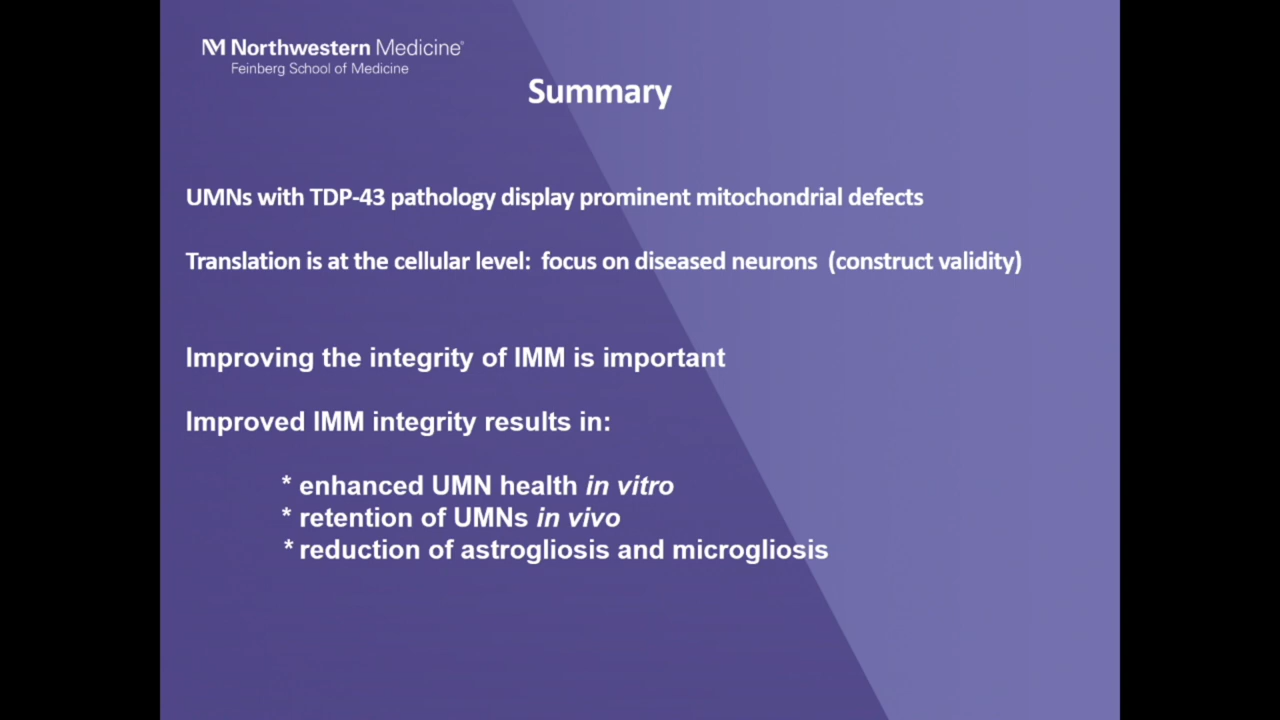 Northwestern Medicine®
Feinberg School of Medicine
Summary
UMNs with TDP-43 pathology display prominent mitochondrial defects
Translation is at the cellular level: focus on diseased neurons (construct validity)
Improving the integrity of IMM is important
Improved IMM integrity results in:
* enhanced UMN health in vitro
* retention of UMNs in vivo
* reduction of astrogliosis and microgliosis